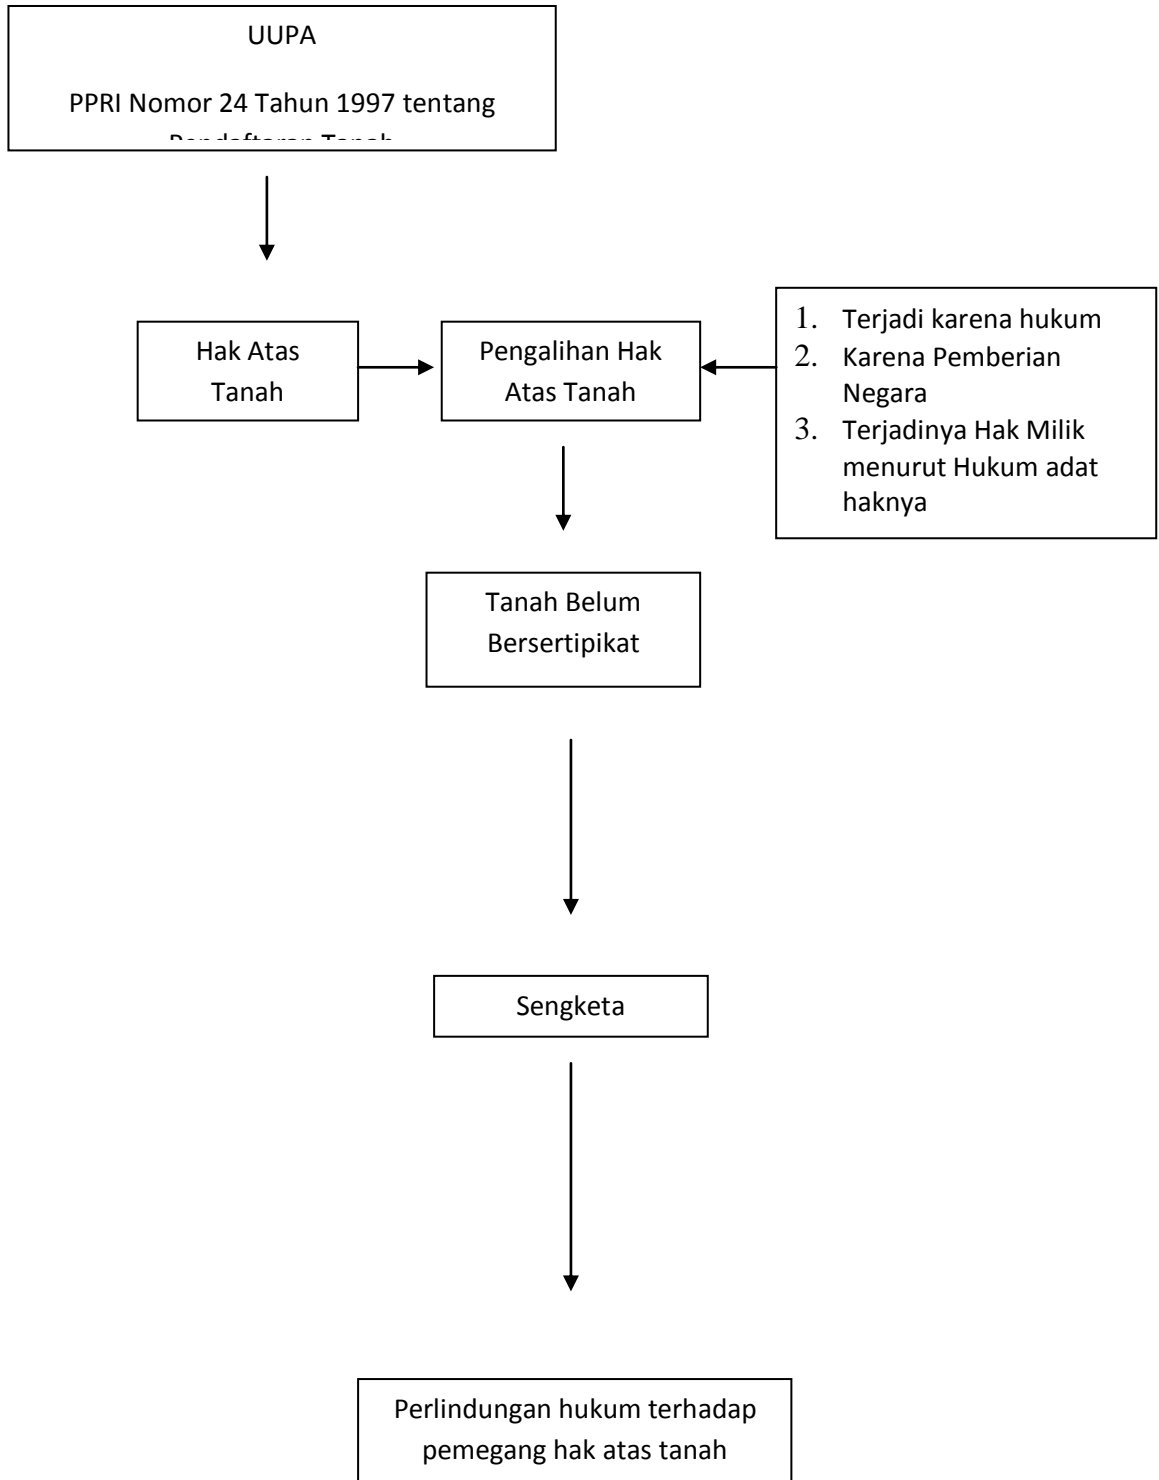 UUPA
PPRI Nomor 24 Tahun 1997 tentang
Pendaftaran Tanah
Hak Atas
Tanah
Pengalihan Hak
Atas Tanah
1. Terjadi karena hukum
2. Karena Pemberian
Negara
3. Terjadinya Hak Milik
menurut Hukum adat
haknya
Tanah Belum
Bersertipikat
Sengketa
Perlindungan hukum terhadap
pemegang hak atas tanah